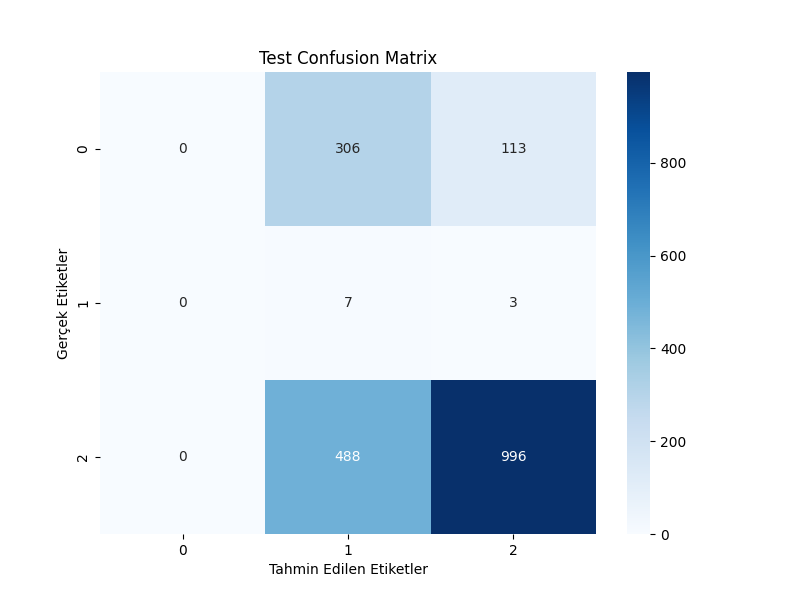 Test Confusion Matrix
Gerçek Etiketler
0 0 306 113
1 0 7 3
2 0 488 996
0 1 2
Tahmin Edilen Etiketler
800
600
400
200
0